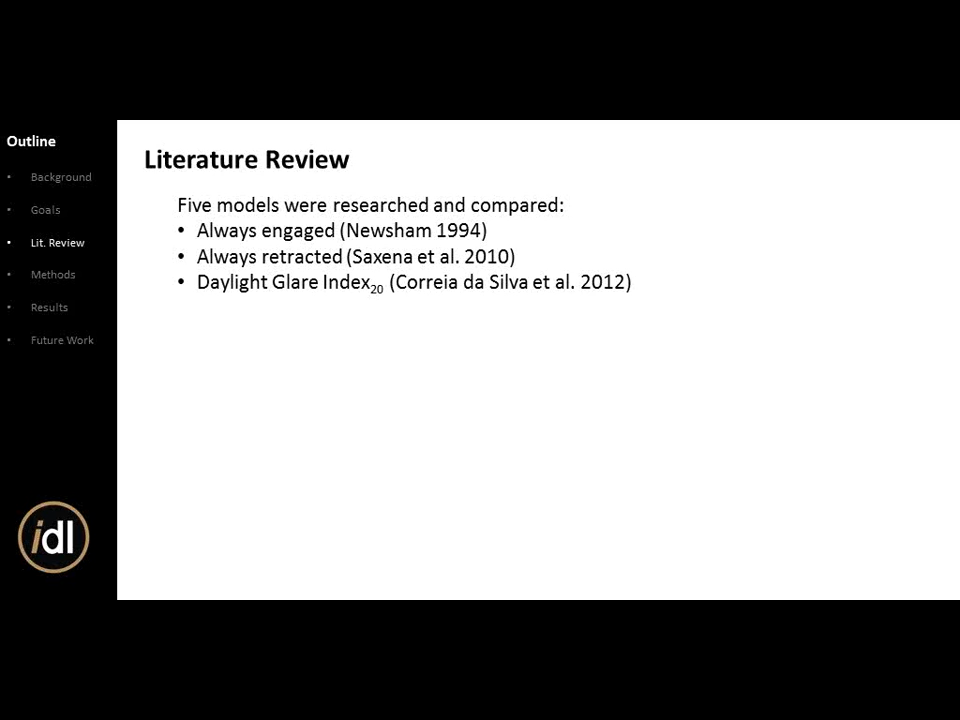 Outline
• Background
• Goals
• Lit. Review
• Methods
• Results
• Future Work
idl
Literature Review
Five models were researched and compared:
• Always engaged (Newsham 1994)
• Always retracted (Saxena et al. 2010)
• Daylight Glare Index20 (Correia da Silva et al. 2012)